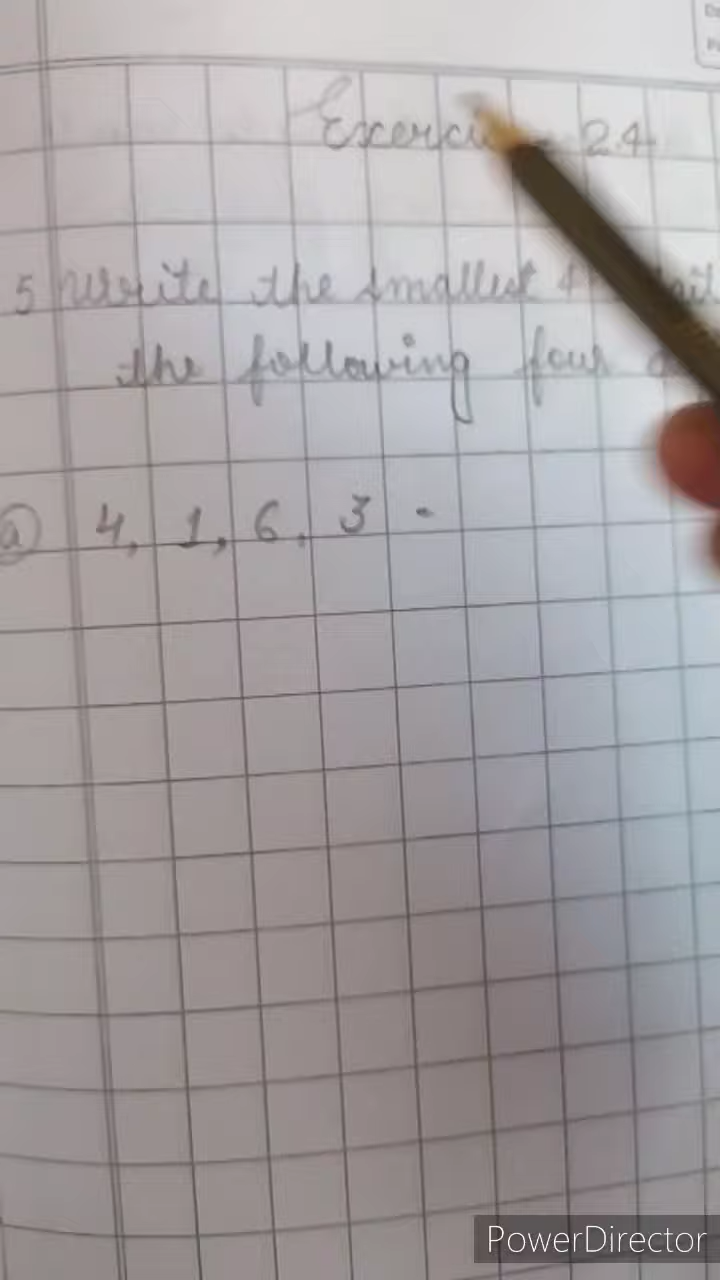 Exercise 2.4
5 Write the smallest 4
the following four
a 4, 1, 6, 3 -
PowerDirector